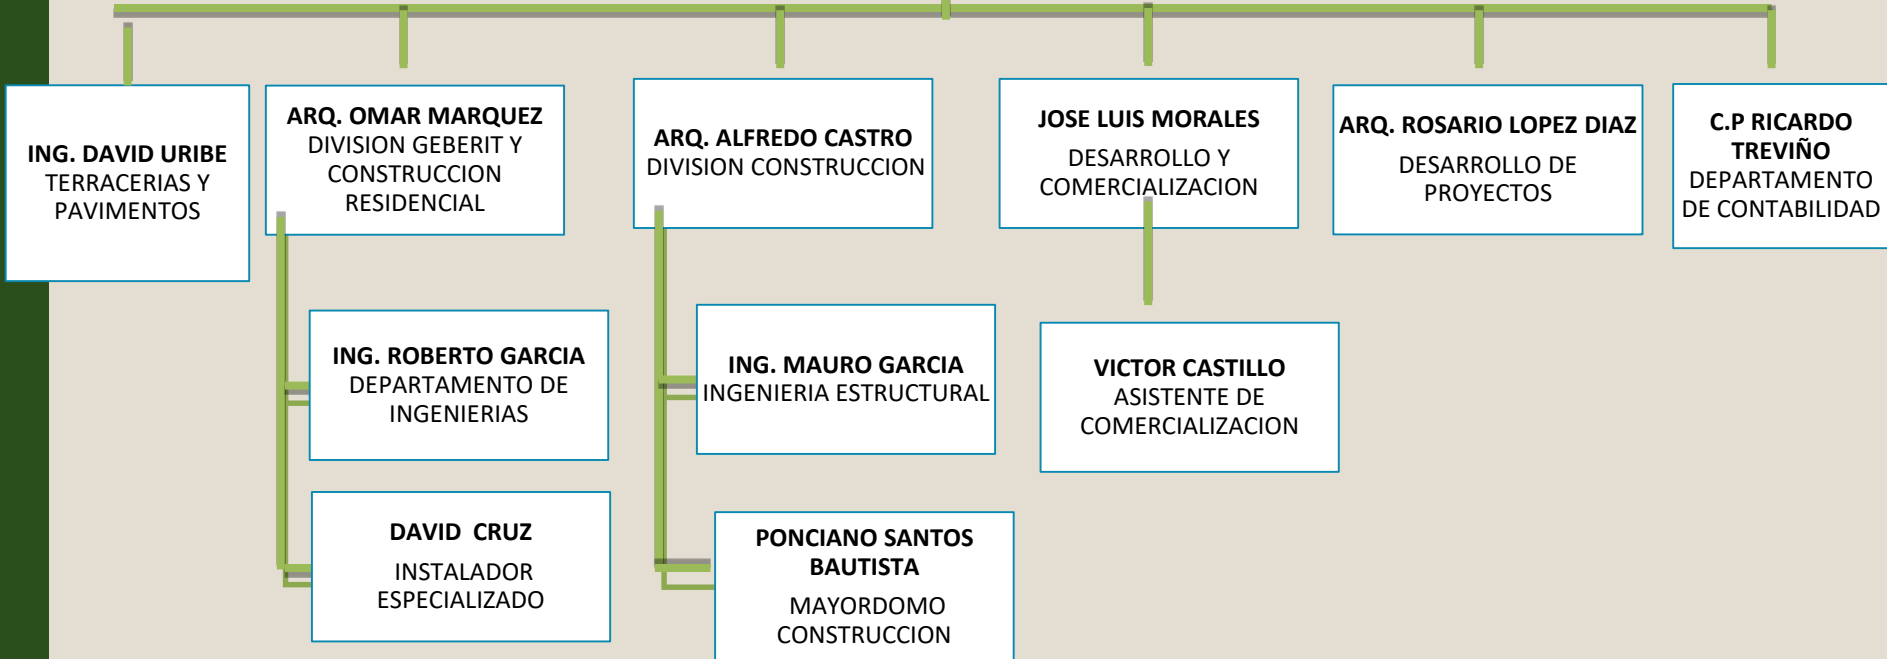 ING. DAVID URIBE
TERRACERIAS Y
PAVIMENTOS
ARQ. OMAR MARQUEZ
DIVISION GEBERIT Y
CONSTRUCCION
RESIDENCIAL
ARQ. ALFREDO CASTRO
DIVISION CONSTRUCCION
JOSE LUIS MORALES
DESARROLLO Y
COMERCIALIZACION
ARQ. ROSARIO LOPEZ DIAZ
DESARROLLO DE
PROYECTOS
C.P RICARDO
TREVIÑO
DEPARTAMENTO
DE CONTABILIDAD
ING. ROBERTO GARCIA
DEPARTAMENTO DE
INGENIERIAS
ING. MAURO GARCIA
INGENIERIA ESTRUCTURAL
VICTOR CASTILLO
ASISTENTE DE
COMERCIALIZACION
DAVID  CRUZ
INSTALADOR
ESPECIALIZADO
PONCIANO SANTOS
BAUTISTA
MAYORDOMO
CONSTRUCCION